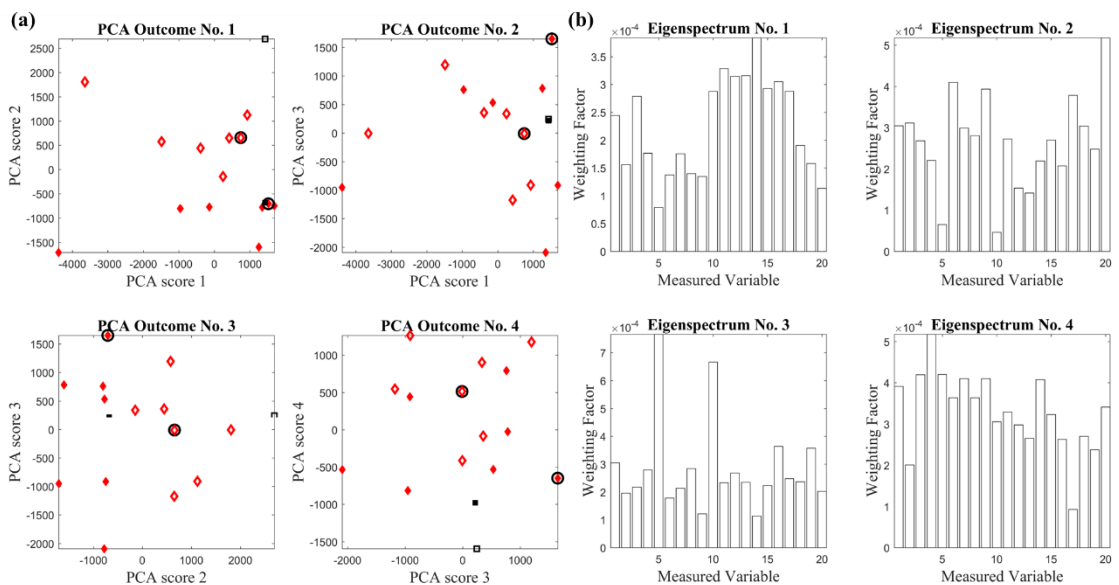 (a)
PCA Outcome No. 1
PCA score 2
2500
2000
1500
1000
500
0
-500
-1000
-1500
-4000 -3000 -2000 -1000 0 1000
PCA score 1
PCA Outcome No. 2
PCA score 3
1500
1000
500
0
-500
-1000
-1500
-2000
-4000 -3000 -2000 -1000 0 1000
PCA score 1
(b)
Eigenspectrum No. 1
×10⁻⁴
Weighting Factor
3.5
3
2.5
2
1.5
1
0.5
0
5 10 15 20
Measured Variable
Eigenspectrum No. 2
×10⁻⁴
Weighting Factor
5
4
3
2
1
0
5 10 15 20
Measured Variable
PCA Outcome No. 3
PCA score 3
1500
1000
500
0
-500
-1000
-1500
-2000
-1000 0 1000 2000
PCA score 2
PCA Outcome No. 4
PCA score 4
1000
500
0
-500
-1000
-1500
-2000 -1000 0 1000
PCA score 3
Eigenspectrum No. 3
×10⁻⁴
Weighting Factor
7
6
5
4
3
2
1
0
5 10 15 20
Measured Variable
Eigenspectrum No. 4
×10⁻⁴
Weighting Factor
5
4
3
2
1
0
5 10 15 20
Measured Variable